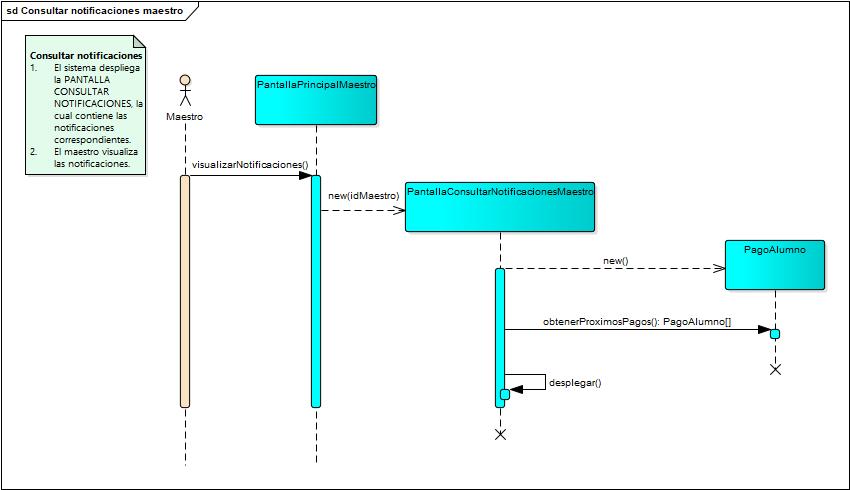 sd Consultar notificaciones maestro
Consultar notificaciones
1. El sistema despliega
la PANTALLA
CONSULTAR
NOTIFICACIONES, la
cual contiene las
notificaciones
correspondientes.
2. El maestro visualiza
las notificaciones.
Maestro
PantallaPrincipalMaestro
visualizarNotificaciones()
new(idMaestro)
PantallaConsultarNotificacionesMaestro
PagoAlumno
new()
obtenerProximosPagos(): PagoAlumno[]
desplegar()